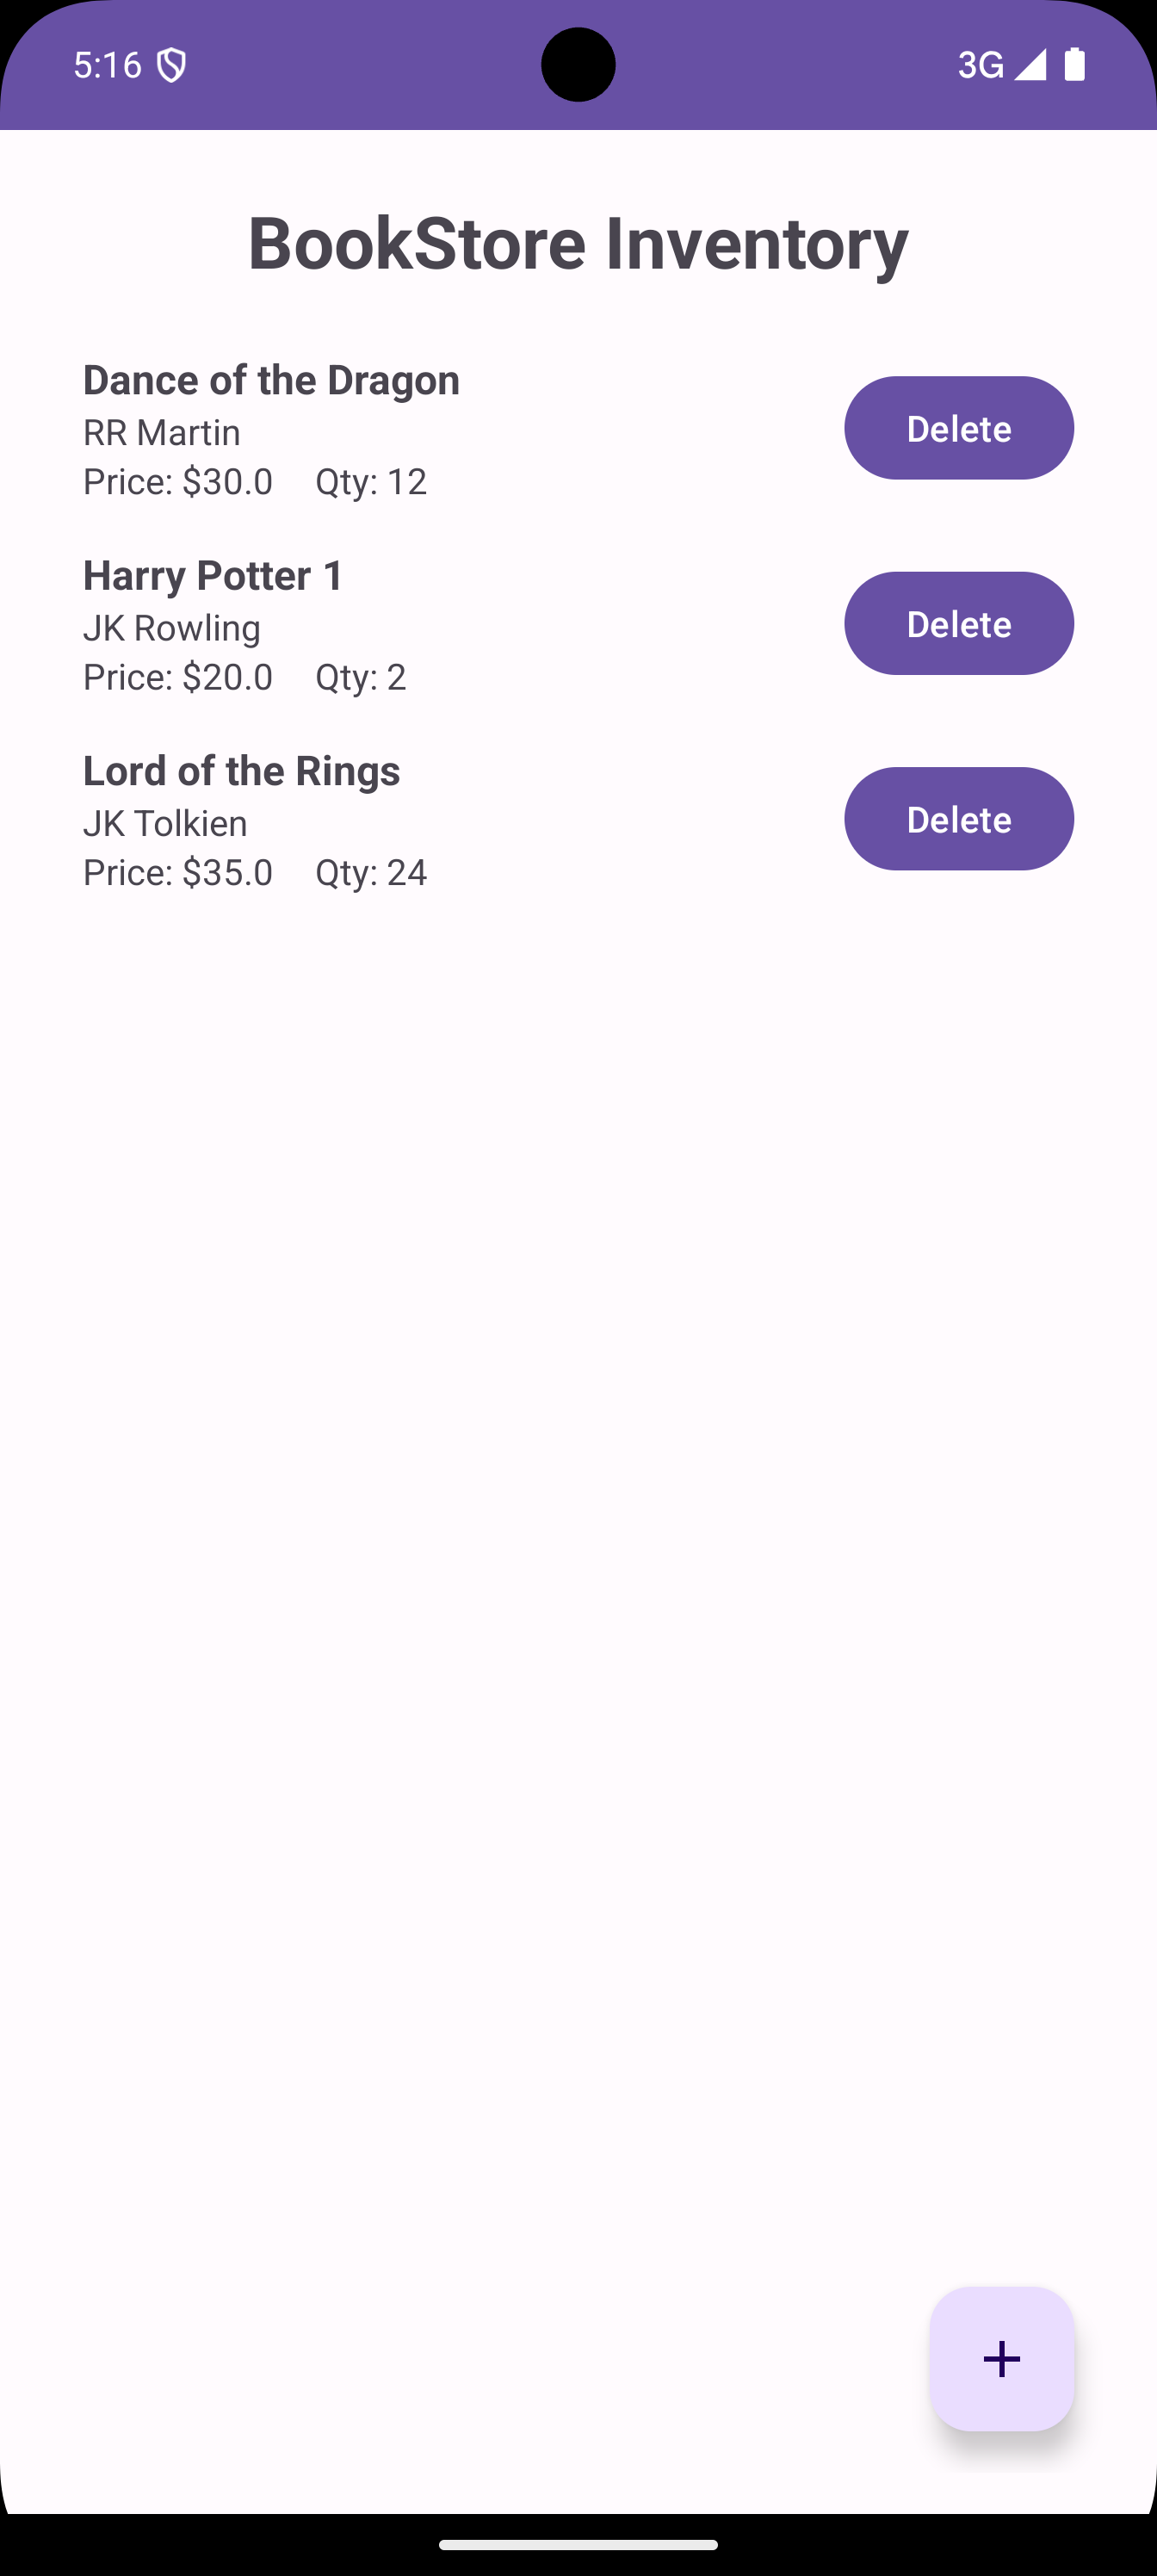 5:16 3G
BookStore Inventory
Dance of the Dragon
RR Martin
Price: $30.0 Qty: 12
Delete
Harry Potter 1
JK Rowling
Price: $20.0 Qty: 2
Delete
Lord of the Rings
JK Tolkien
Price: $35.0 Qty: 24
Delete
+